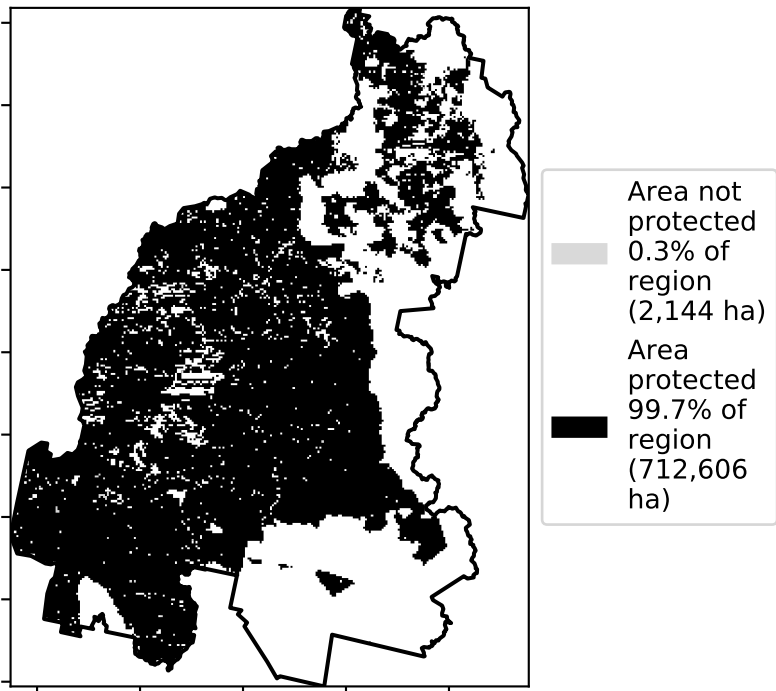 Area not
protected
0.3% of
region
(2,144 ha)
Area
protected
99.7% of
region
(712,606
ha)